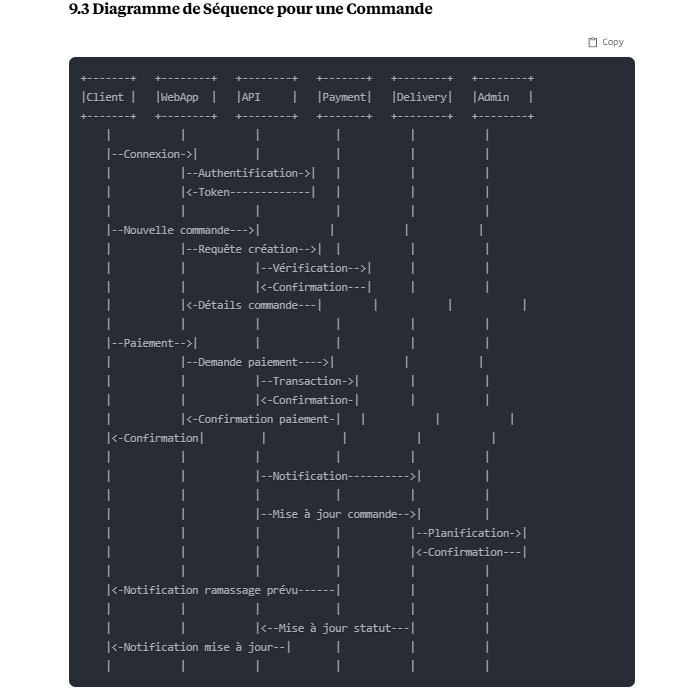 9.3 Diagramme de Séquence pour une Commande
Copy
+-------+   +--------+   +--------+   +-------+   +--------+   +--------+
|Client |   |WebApp  |   |API     |   |Payment|   |Delivery|   |Admin   |
+-------+   +--------+   +--------+   +-------+   +--------+   +--------+
    |           |           |            |           |           |
    |--Connexion->|         |            |           |           |
    |           |--Authentification->|   |           |           |
    |           |<-Token-------------|   |           |           |
    |           |           |            |           |           |
    |--Nouvelle commande--->|           |           |           |
    |           |--Requête création->|  |           |           |
    |           |           |--Vérification-->|      |           |
    |           |           |<-Confirmation---|      |           |
    |           |<-Détails commande---|        |           |           |
    |           |           |            |           |           |
    |--Paiement-->|         |            |           |           |
    |           |--Demande paiement---->|           |           |
    |           |           |--Transaction->|        |           |
    |           |           |<-Confirmation-|        |           |
    |           |<-Confirmation paiement-|   |           |           |
    |<-Confirmation|         |            |           |           |
    |           |           |            |           |           |
    |           |           |--Notification---------->|          |
    |           |           |            |           |           |
    |           |           |--Mise à jour commande-->|          |
    |           |           |            |           |--Planification->|
    |           |           |            |           |<-Confirmation---|
    |           |           |            |           |           |
    |<-Notification ramassage prévu------|           |           |
    |           |           |            |           |           |
    |           |           |<--Mise à jour statut---|           |
    |<-Notification mise à jour--|       |           |           |
    |           |           |            |           |           |